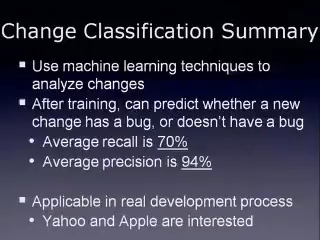 Change Classification Summary
Use machine learning techniques to
analyze changes
After training, can predict whether a new
change has a bug, or doesn't have a bug
Average recall is 70%
Average precision is 94%
Applicable in real development process
Yahoo and Apple are interested